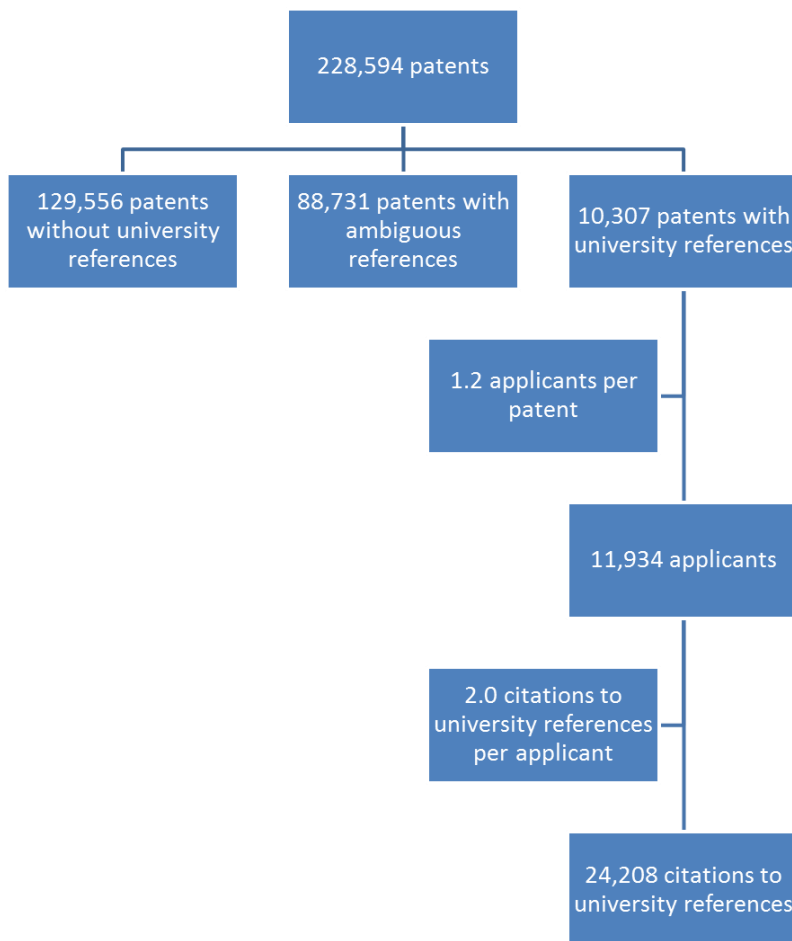 228,594 patents
129,556 patents
without university
references
88,731 patents with
ambiguous
references
10,307 patents with
university references
1.2 applicants per
patent
11,934 applicants
2.0 citations to
university references
per applicant
24,208 citations to
university references